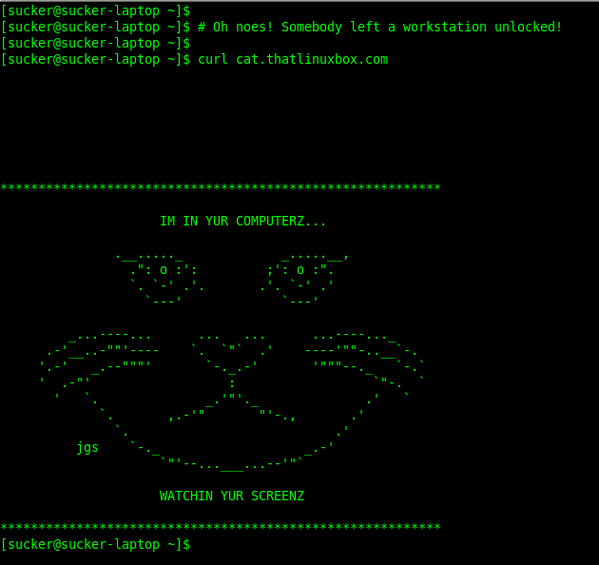 [sucker@sucker-laptop ~]$
[sucker@sucker-laptop ~]$ # Oh noes! Somebody left a workstation unlocked!
[sucker@sucker-laptop ~]$
[sucker@sucker-laptop ~]$ curl cat.thatlinuxbox.com
**********************************************************
IM IN YUR COMPUTERZ...
jgs
WATCHIN YUR SCREENZ
**********************************************************
[sucker@sucker-laptop ~]$